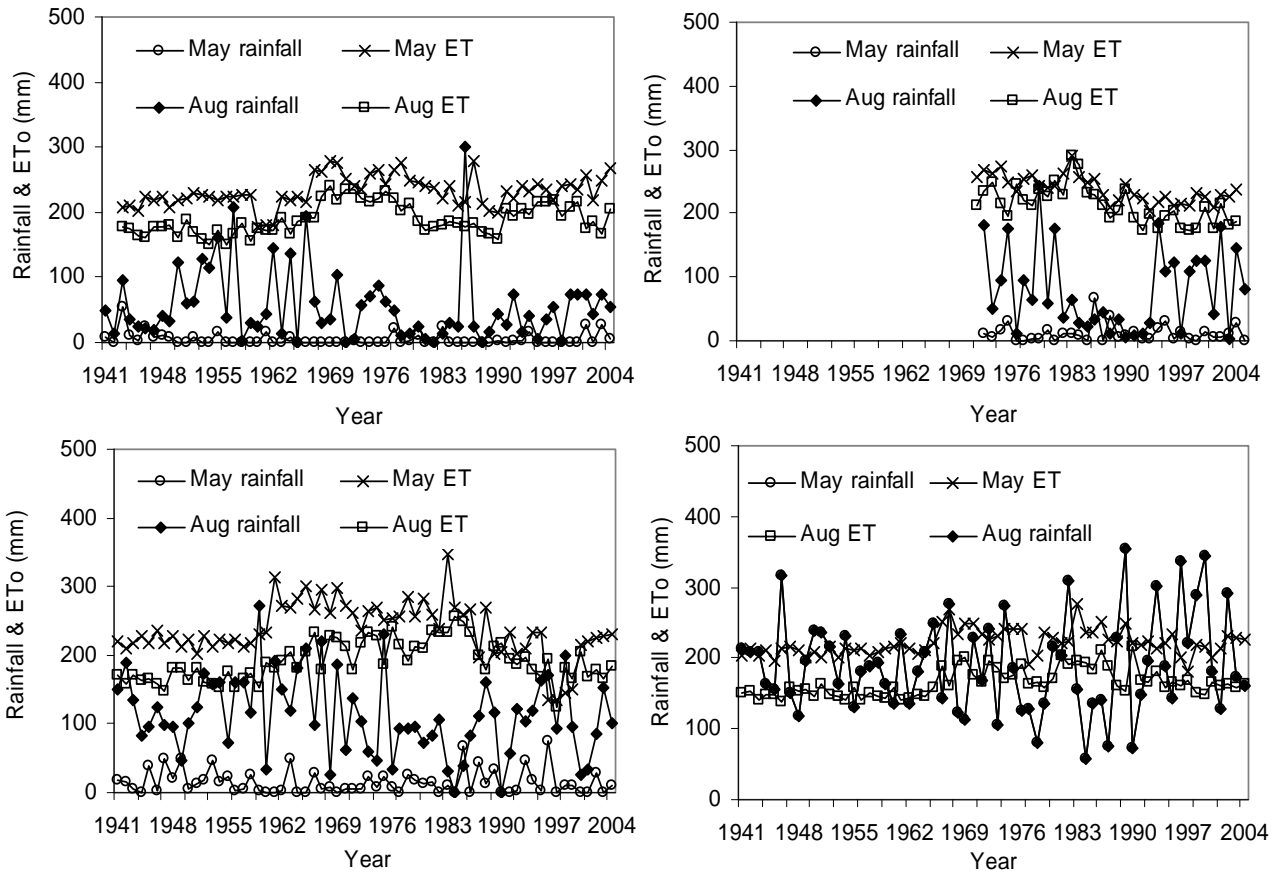 500
400
300
200
100
0
Rainfall & ETo (mm)
May rainfall
May ET
Aug rainfall
Aug ET
1941 1948 1955 1962 1969 1976 1983 1990 1997 2004
Year
500
400
300
200
100
0
Rainfall & ETo (mm)
May rainfall
May ET
Aug rainfall
Aug ET
1941 1948 1955 1962 1969 1976 1983 1990 1997 2004
Year
500
400
300
200
100
0
Rainfall & ETo (mm)
May rainfall
May ET
Aug rainfall
Aug ET
1941 1948 1955 1962 1969 1976 1983 1990 1997 2004
Year
500
400
300
200
100
0
Rainfall & ETo (mm)
May rainfall
May ET
Aug ET
Aug rainfall
1941 1948 1955 1962 1969 1976 1983 1990 1997 2004
Year